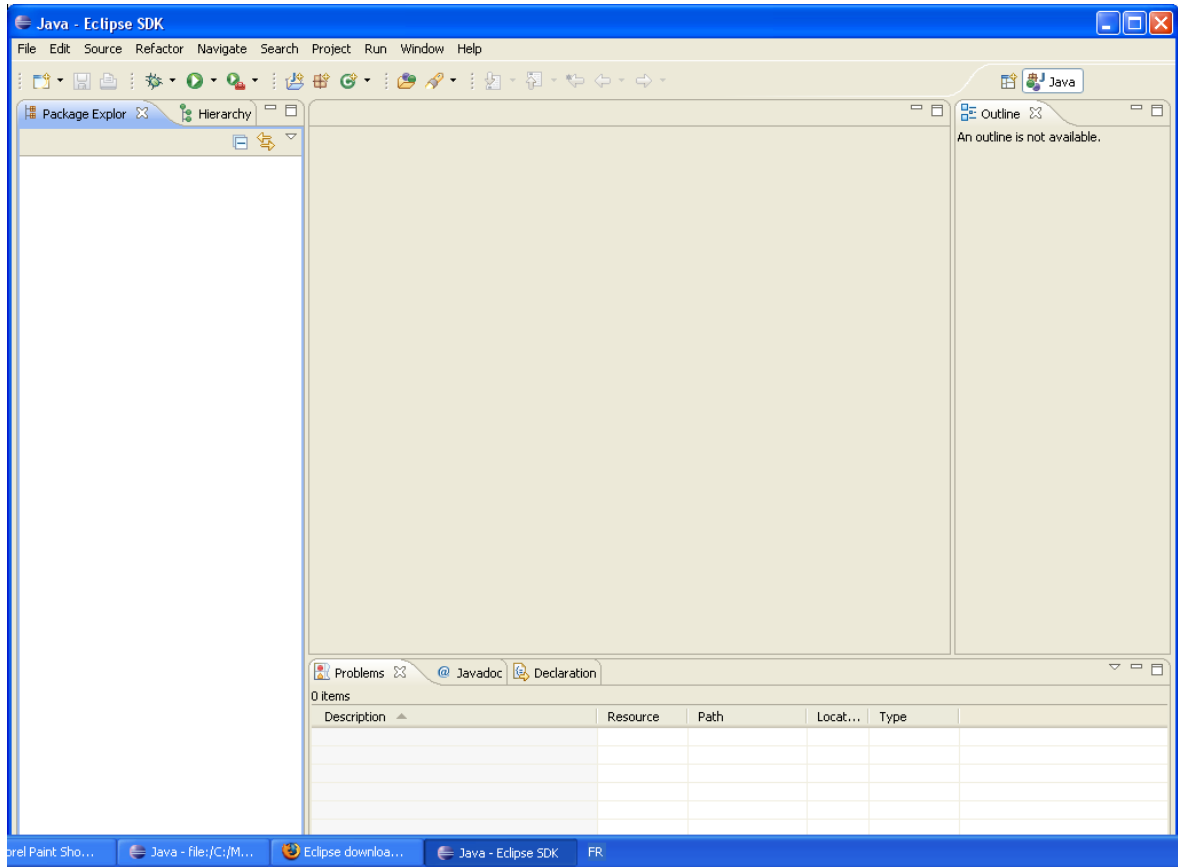 Java - Eclipse SDK
File Edit Source Refactor Navigate Search Project Run Window Help
Java
Package Explor Hierarchy
Outline
An outline is not available.
Problems @ Javadoc Declaration
0 items
Description Resource Path Locat... Type
orel Paint Sho... Java - file:/C:/M... Eclipse downloa... Java - Eclipse SDK FR